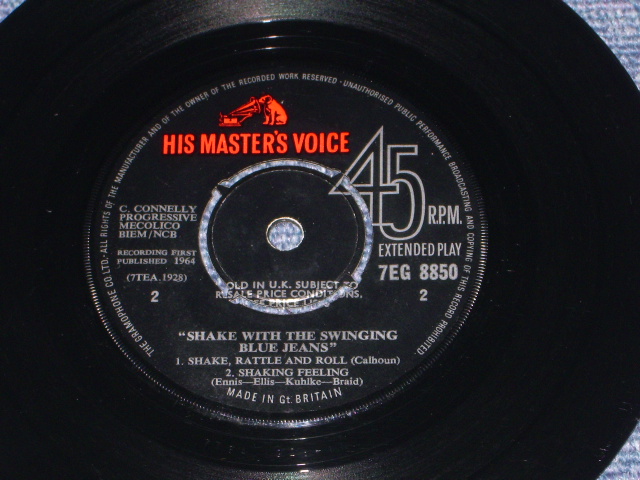 THE GRAMOPHONE CO LTD.-ALL RIGHTS OF THE MANUFACTURER AND OF THE OWNER OF THE RECORDED WORK RESERVED-UNAUTHORISED PUBLIC PERFORMANCE BROADCASTING AND COPYING OF THIS RECORD PROHIBITED.
HIS MASTER'S VOICE
45
R.P.M.
EXTENDED PLAY
7EG 8850
2
C. CONNELLY
PROGRESSIVE
MECOLICO
BIEM/NCB
RECORDING FIRST
PUBLISHED 1964
(7TEA.1928)
2
OLD IN U.K. SUBJECT TO
RESALE PRICE CONDITIONS,
PRICE
"SHAKE WITH THE SWINGING
BLUE JEANS"
1. SHAKE, RATTLE AND ROLL (Calhoun)
2. SHAKING FEELING
(Ennis—Ellis—Kuhlke—Braid)
MADE IN Gt. BRITAIN